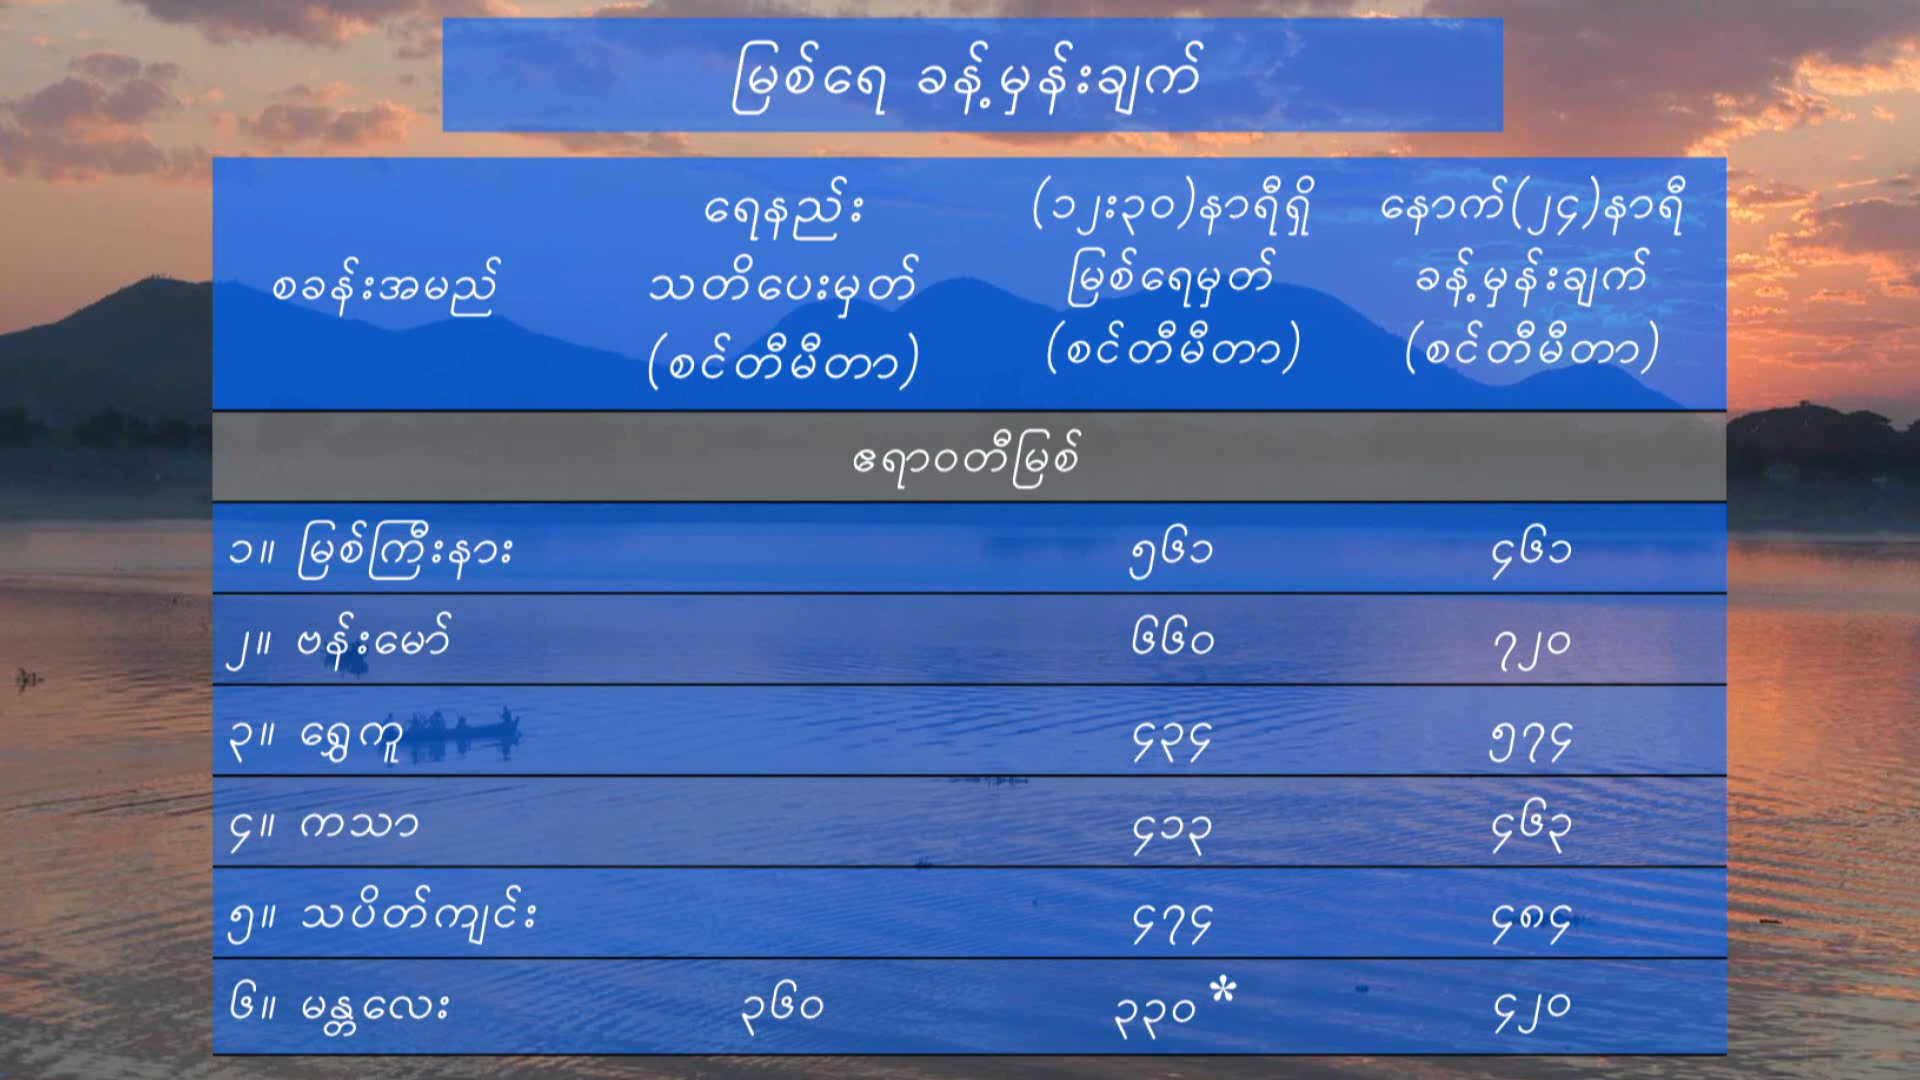 မြစ်ရေ ခန့်မှန်းချက်
စခန်းအမည်
ရေနည်း
သတိပေးမှတ်
(စင်တီမီတာ)
(၁၂း၃၀)နာရီရှိ
မြစ်ရေမှတ်
(စင်တီမီတာ)
နောက်(၂၄)နာရီ
ခန့်မှန်းချက်
(စင်တီမီတာ)
ဧရာဝတီမြစ်
၁။ မြစ်ကြီးနား ၅၆၁ ၄၆၁
၂။ ဗန်းမော် ၆၆၀ ၇၂၀
၃။ ရွှေကူ ၄၃၄ ၅၇၄
၄။ ကသာ ၄၁၃ ၄၆၃
၅။ သပိတ်ကျင်း ၄၇၄ ၄၈၄
၆။ မန္တလေး ၃၆၀ ၃၃၀* ၄၂၀